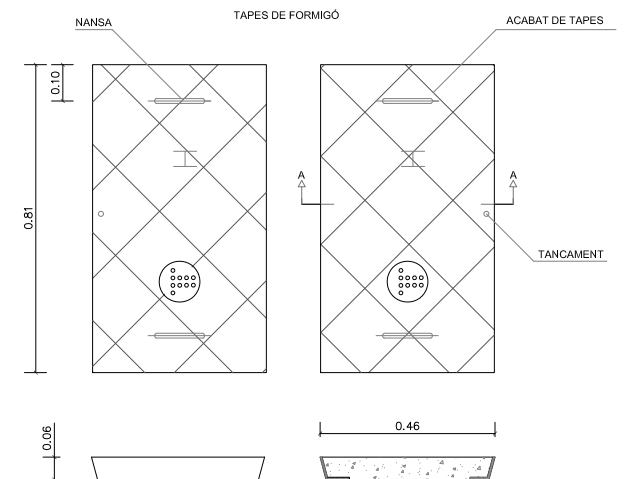 TAPES DE FORMIGÓ
NANSA
ACABAT DE TAPES
0.10
A
A
0.81
TANCAMENT
0.46
0.06